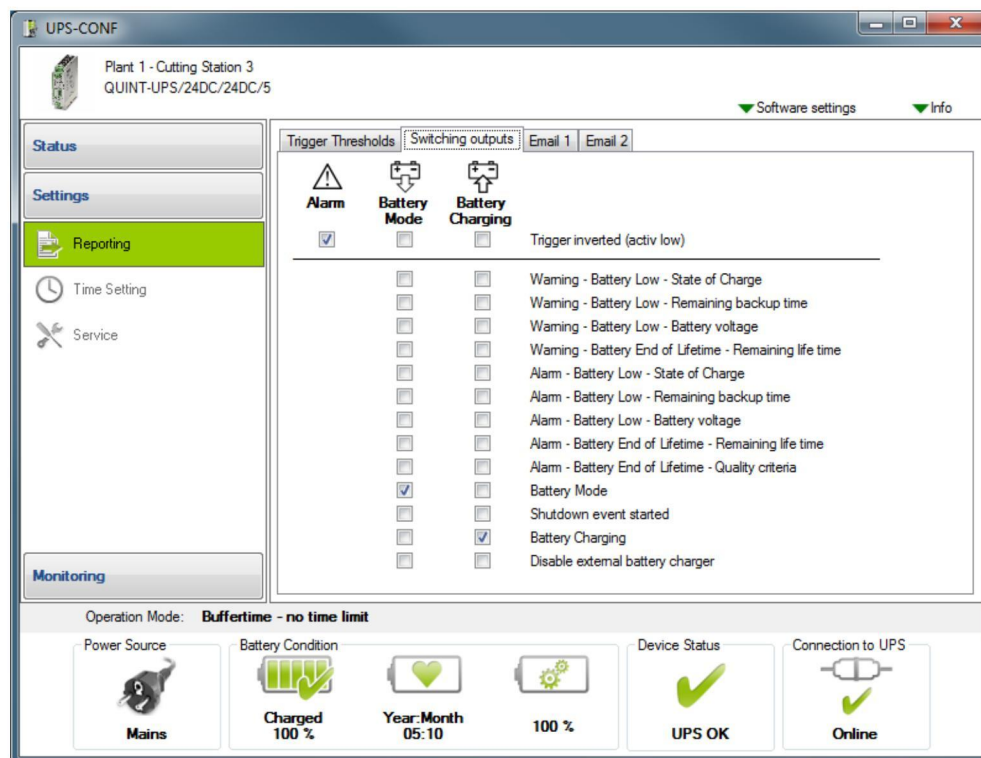 UPS-CONF
Plant 1 - Cutting Station 3
QUINT-UPS/24DC/24DC/5
Software settings
Info
Status
Settings
Reporting
Time Setting
Service
Monitoring
Trigger Thresholds
Switching outputs
Email 1
Email 2
Alarm
Battery
Mode
Battery
Charging
Trigger inverted (activ low)
Warning - Battery Low - State of Charge
Warning - Battery Low - Remaining backup time
Warning - Battery Low - Battery voltage
Warning - Battery End of Lifetime - Remaining life time
Alarm - Battery Low - State of Charge
Alarm - Battery Low - Remaining backup time
Alarm - Battery Low - Battery voltage
Alarm - Battery End of Lifetime - Remaining life time
Alarm - Battery End of Lifetime - Quality criteria
Battery Mode
Shutdown event started
Battery Charging
Disable external battery charger
Operation Mode: Buffertime - no time limit
Power Source
Mains
Battery Condition
Charged
100 %
Year:Month
05:10
100 %
Device Status
UPS OK
Connection to UPS
Online